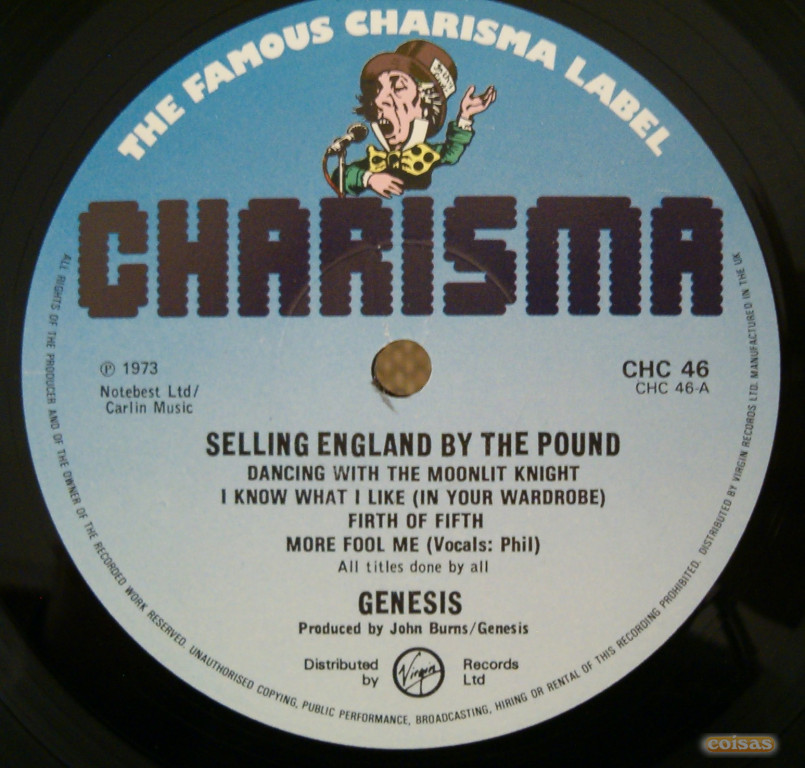 THE FAMOUS CHARISMA LABEL
CHARISMA
℗ 1973
Notebest Ltd/
Carlin Music
CHC 46
CHC 46-A
SELLING ENGLAND BY THE POUND
DANCING WITH THE MOONLIT KNIGHT
I KNOW WHAT I LIKE (IN YOUR WARDROBE)
FIRTH OF FIFTH
MORE FOOL ME (Vocals: Phil)
All titles done by all
GENESIS
Produced by John Burns/Genesis
Distributed by
Virgin
Records Ltd
ALL RIGHTS OF THE PRODUCER AND OF THE OWNER OF THE RECORDED WORK RESERVED. UNAUTHORISED COPYING, PUBLIC PERFORMANCE, BROADCASTING, HIRING OR RENTAL OF THIS RECORDING PROHIBITED. DISTRIBUTED BY VIRGIN RECORDS LTD. MANUFACTURED IN THE UK
coisas